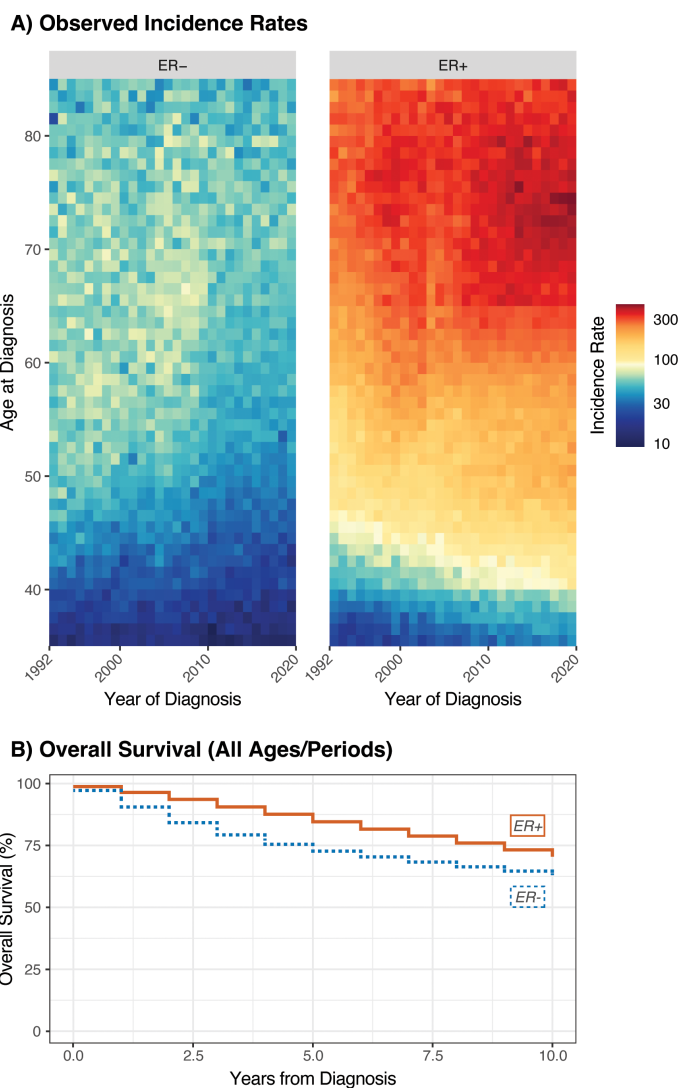 A) Observed Incidence Rates
ER−
ER+
80
70
60
50
40
Age at Diagnosis
1992
2000
2010
2020
1992
2000
2010
2020
Year of Diagnosis
Year of Diagnosis
Incidence Rate
300
100
30
10
B) Overall Survival (All Ages/Periods)
100
75
50
25
0
Overall Survival (%)
ER+
ER-
0.0
2.5
5.0
7.5
10.0
Years from Diagnosis